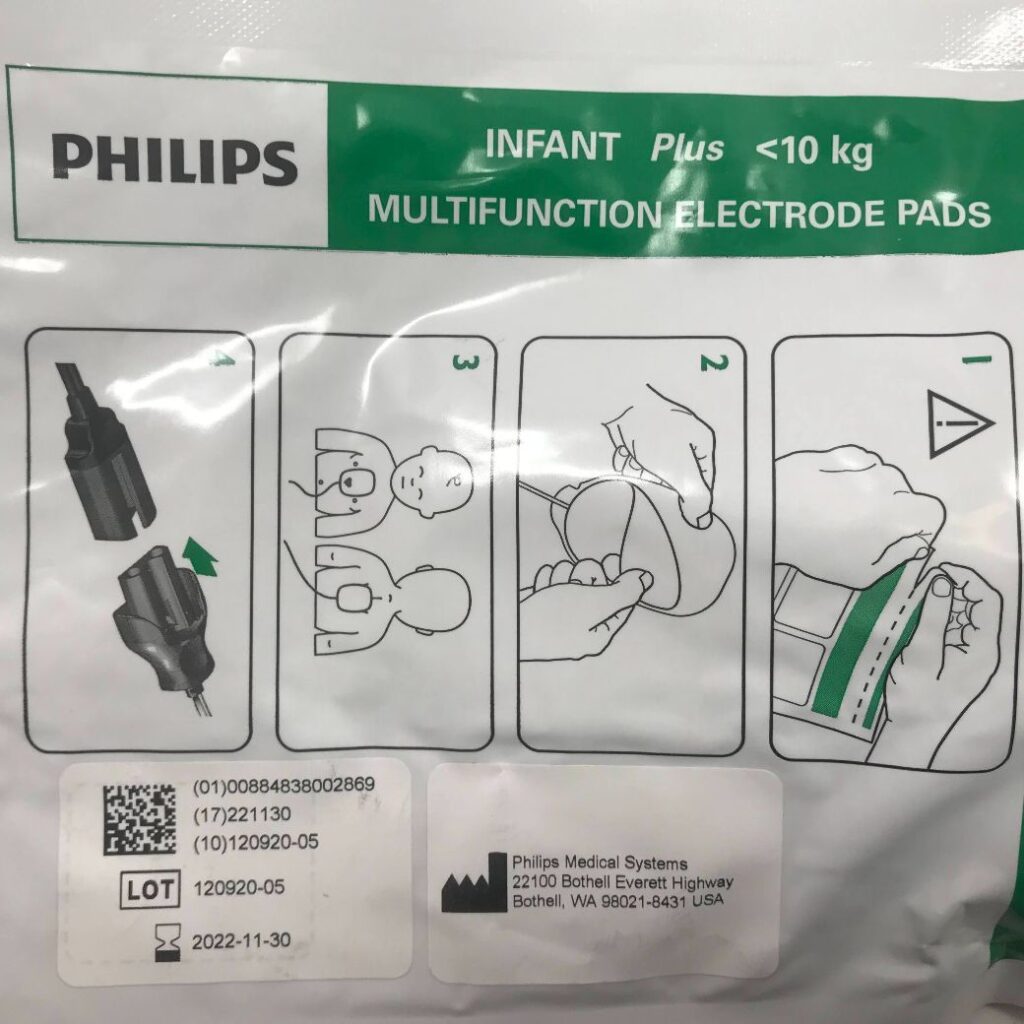 PHILIPS
INFANT Plus <10 kg
MULTIFUNCTION ELECTRODE PADS
1
2
3
4
(01)00884838002869
(17)221130
(10)120920-05
LOT 120920-05
2022-11-30
Philips Medical Systems
22100 Bothell Everett Highway
Bothell, WA 98021-8431 USA